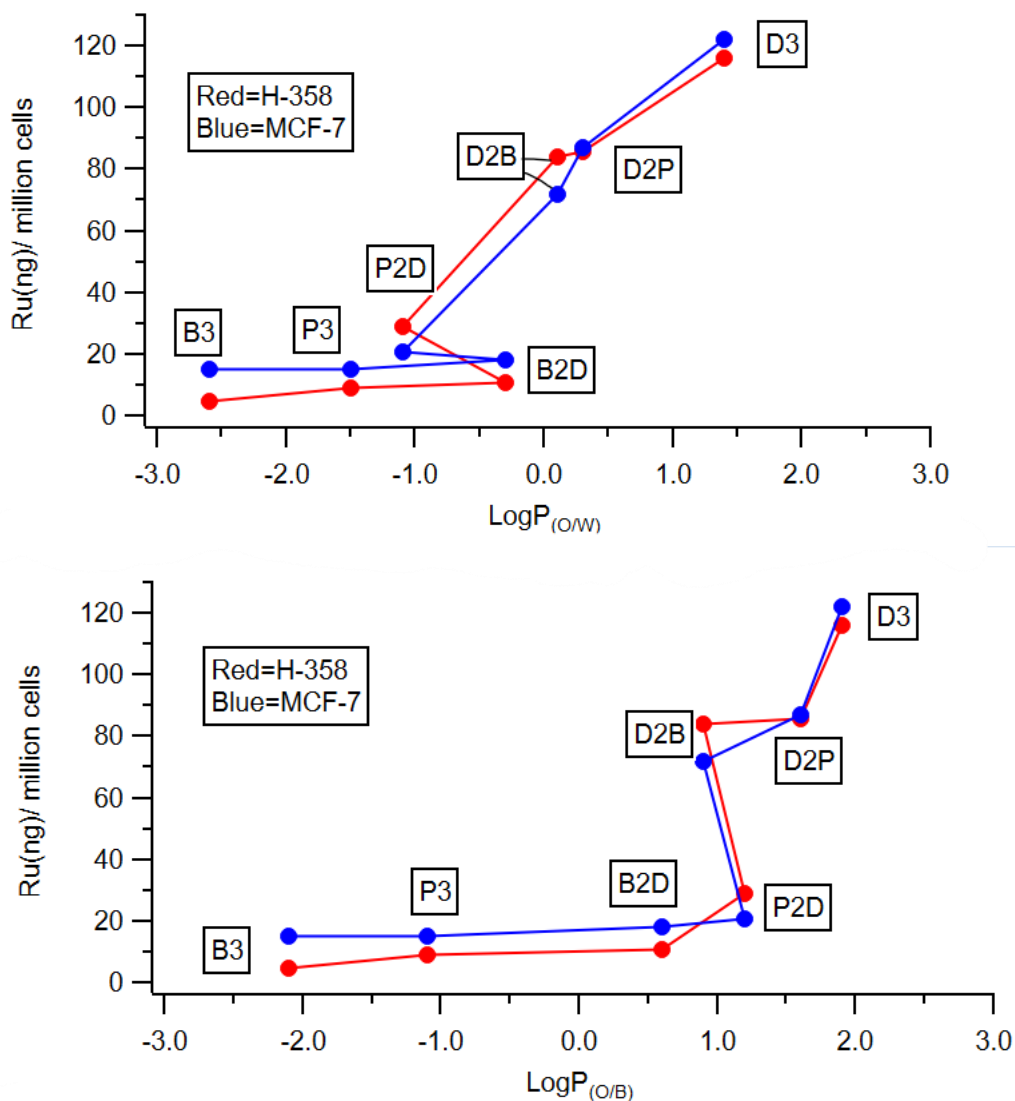 120
100
80
60
40
20
0
Ru(ng)/ million cells
Red=H-358
Blue=MCF-7
B3
P3
P2D
D2B
B2D
D2P
D3
-3.0 -2.0 -1.0 0.0 1.0 2.0 3.0
LogP(O/W)
120
100
80
60
40
20
0
Ru(ng)/ million cells
Red=H-358
Blue=MCF-7
B3
P3
B2D
D2B
P2D
D2P
D3
-3.0 -2.0 -1.0 0.0 1.0 2.0 3.0
LogP(O/B)